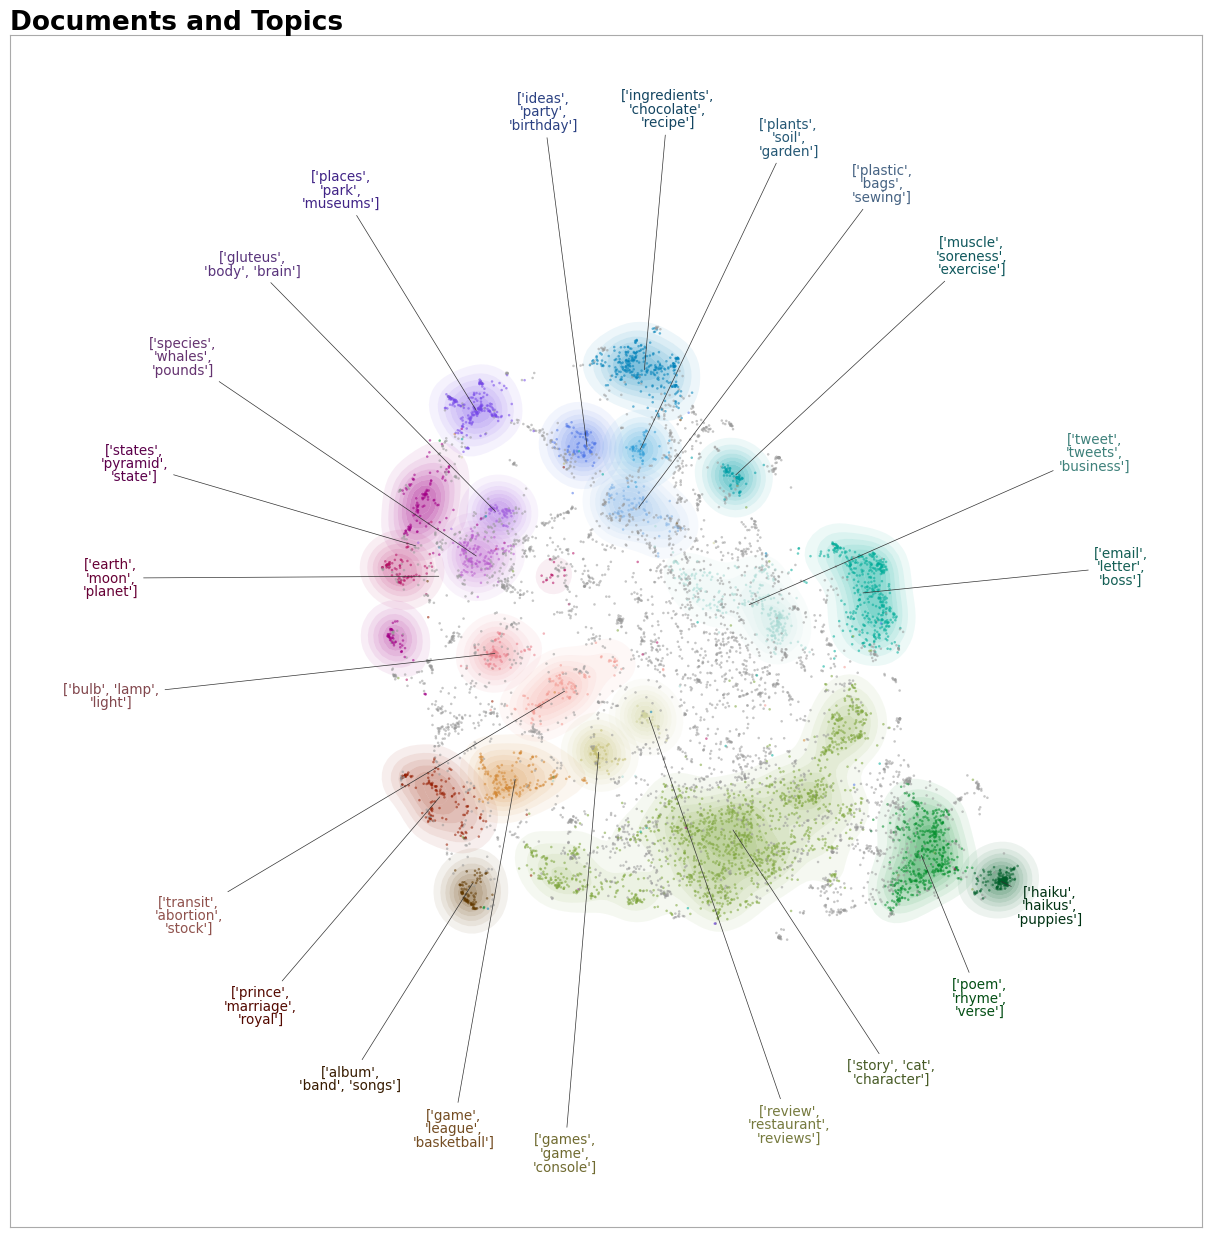 Documents and Topics
['ideas',
'party',
'birthday']
['ingredients',
'chocolate',
'recipe']
['plants',
'soil',
'garden']
['plastic',
'bags',
'sewing']
['places',
'park',
'museums']
['muscle',
'soreness',
'exercise']
['gluteus',
'body', 'brain']
['species',
'whales',
'pounds']
['states',
'pyramid',
'state']
['tweet',
'tweets',
'business']
['email',
'letter',
'boss']
['earth',
'moon',
'planet']
['bulb', 'lamp',
'light']
['transit',
'abortion',
'stock']
['haiku',
'haikus',
'puppies']
['prince',
'marriage',
'royal']
['poem',
'rhyme',
'verse']
['album',
'band', 'songs']
['story', 'cat',
'character']
['game',
'league',
'basketball']
['games',
'game',
'console']
['review',
'restaurant',
'reviews']